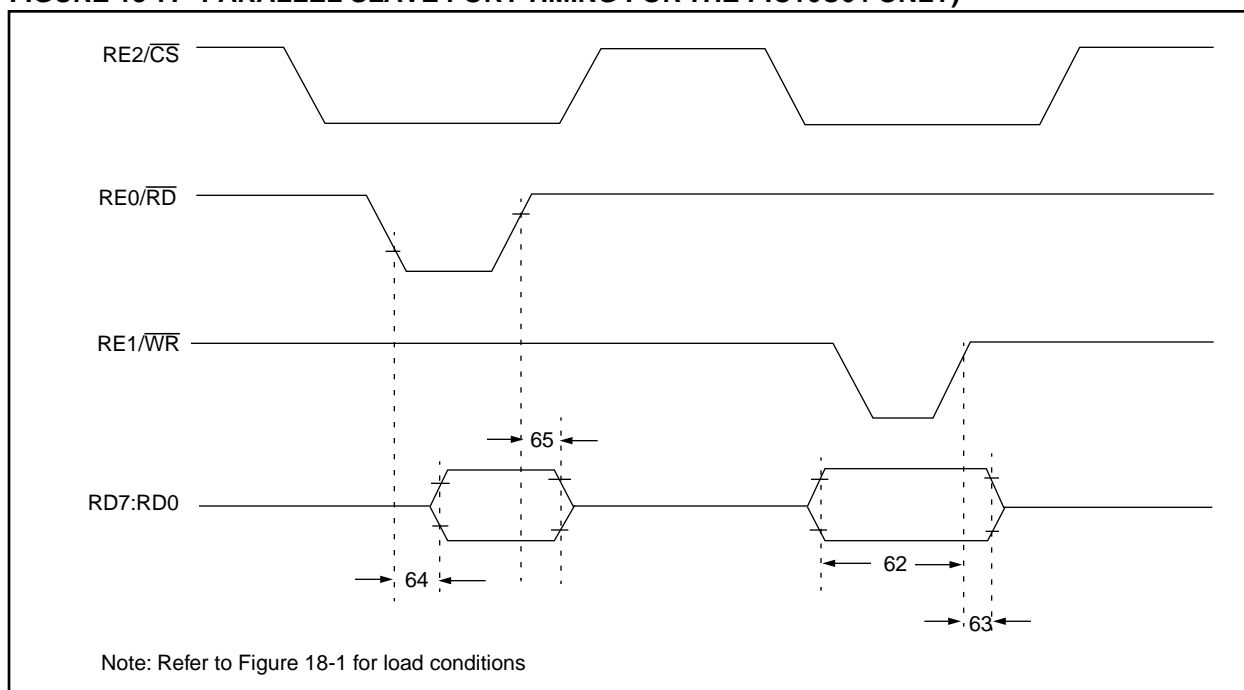 RE2/CS
RE0/RD
RE1/WR
65
RD7:RD0
62
64
63
Note: Refer to Figure 18-1 for load conditions